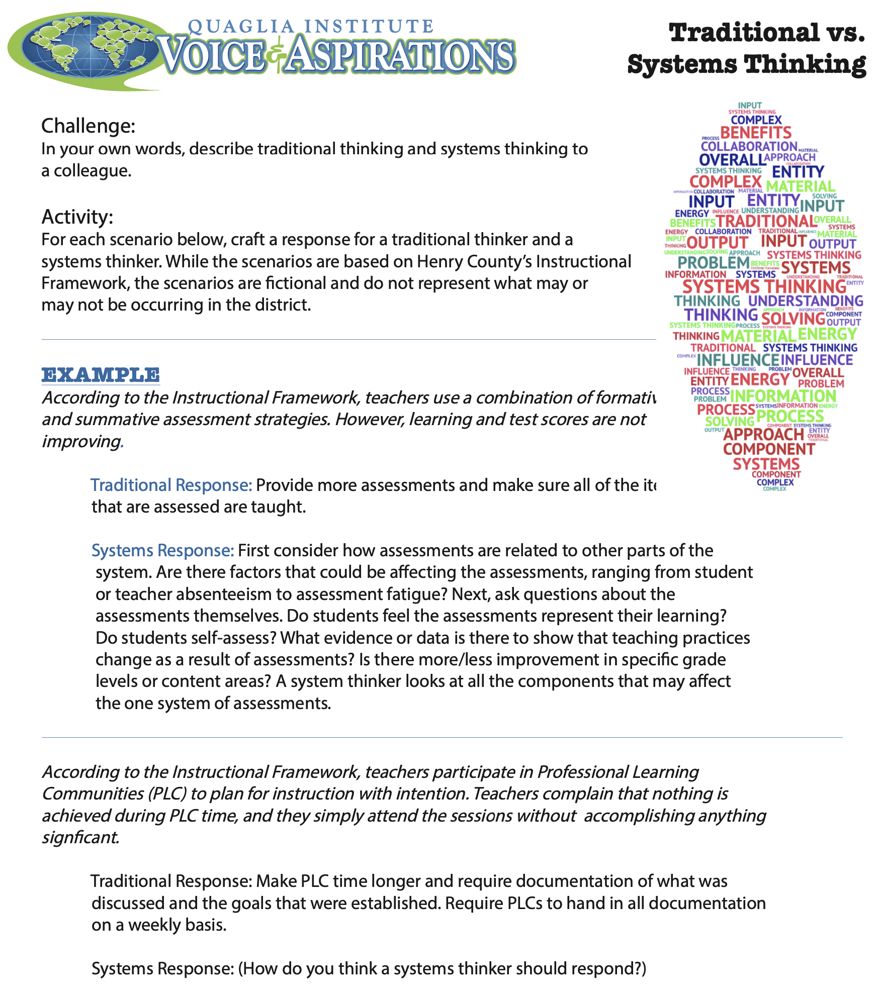 QUAGLIA INSTITUTE
VOICE & ASPIRATIONS
Traditional vs.
Systems Thinking
Challenge:
In your own words, describe traditional thinking and systems thinking to
a colleague.
Activity:
For each scenario below, craft a response for a traditional thinker and a
systems thinker. While the scenarios are based on Henry County's Instructional
Framework, the scenarios are fictional and do not represent what may or
may not be occurring in the district.
INPUT
SYSTEMS THINKING
COMPLEX
PROCESS BENEFITS
COLLABORATION MATERIAL
OVERALL APPROACH
COLLABORATION
SYSTEMS THINKING ENTITY
COMPLEX MATERIAL
INFORMATION COLLABORATION MATERIAL
INPUT ENTITY SOLVING
INPUT
ENERGY INFLUENCE UNDERSTANDING
BENEFITS TRADITIONAL OVERALL
SYSTEMS
ENERGY COLLABORATION TRADITIONAL INFLUENCE MATERIAL
INPUT OUTPUT INPUT OUTPUT
THINKING
UNDERSTANDING SOLVING APPROACH SYSTEMS THINKING
PROBLEM BENEFITS SYSTEMS
SYSTEMS THINKING
INFORMATION SYSTEMS UNDERSTANDING TRADITIONAL
SYSTEMS THINKING ENTITY
THINKING UNDERSTANDING
APPROACH INFORMATION BENEFITS
THINKING SOLVING COMPONENT
OUTPUT
SYSTEMS THINKING PROCESS SYSTEMS THINKING
THINKING MATERIAL ENERGY
TRADITIONAL SYSTEMS THINKING
COMPLEX INFLUENCE INFLUENCE
INFLUENCE THINKING PROBLEM OVERALL
ENTITY ENERGY PROBLEM
PROCESS INFORMATION
PROBLEM
PROCESS SYSTEMS INFORMATION ENERGY
SOLVING PROCESS
COMPONENT SYSTEMS THINKING
OUTPUT APPROACH ENTITY
OVERALL
TRADITIONAL
COMPONENT
SYSTEMS
COMPONENT
COMPLEX
COMPLEX
EXAMPLE
According to the Instructional Framework, teachers use a combination of formativ
and summative assessment strategies. However, learning and test scores are not
improving.
Traditional Response: Provide more assessments and make sure all of the ite
that are assessed are taught.
Systems Response: First consider how assessments are related to other parts of the
system. Are there factors that could be affecting the assessments, ranging from student
or teacher absenteeism to assessment fatigue? Next, ask questions about the
assessments themselves. Do students feel the assessments represent their learning?
Do students self-assess? What evidence or data is there to show that teaching practices
change as a result of assessments? Is there more/less improvement in specific grade
levels or content areas? A system thinker looks at all the components that may affect
the one system of assessments.
According to the Instructional Framework, teachers participate in Professional Learning
Communities (PLC) to plan for instruction with intention. Teachers complain that nothing is
achieved during PLC time, and they simply attend the sessions without accomplishing anything
signficant.
Traditional Response: Make PLC time longer and require documentation of what was
discussed and the goals that were established. Require PLCs to hand in all documentation
on a weekly basis.
Systems Response: (How do you think a systems thinker should respond?)